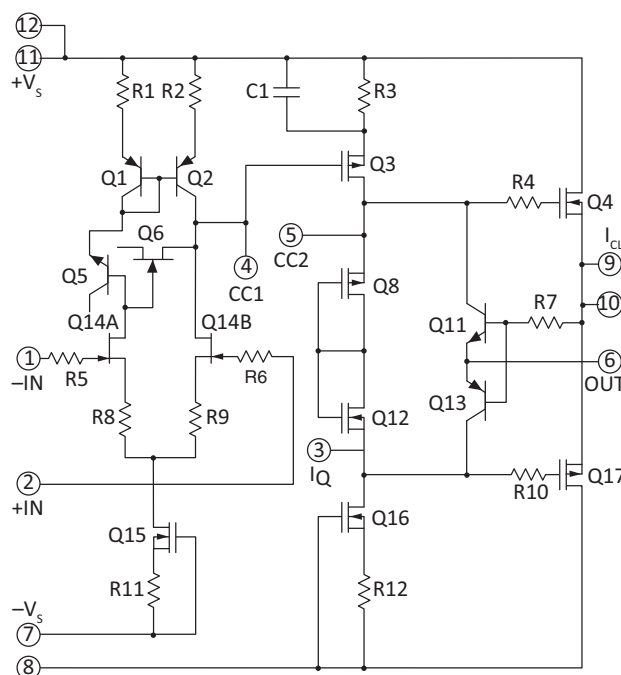 12
11
+Vs
R1
R2
C1
R3
Q1
Q2
Q3
R4
Q4
Q6
4
CC1
5
CC2
ICL
9
Q5
Q8
10
Q14A
Q14B
Q11
R7
1
–IN
R5
R6
6
OUT
R8
R9
Q12
Q13
3
IQ
2
+IN
R10
Q17
Q15
Q16
R11
R12
–Vs
7
8